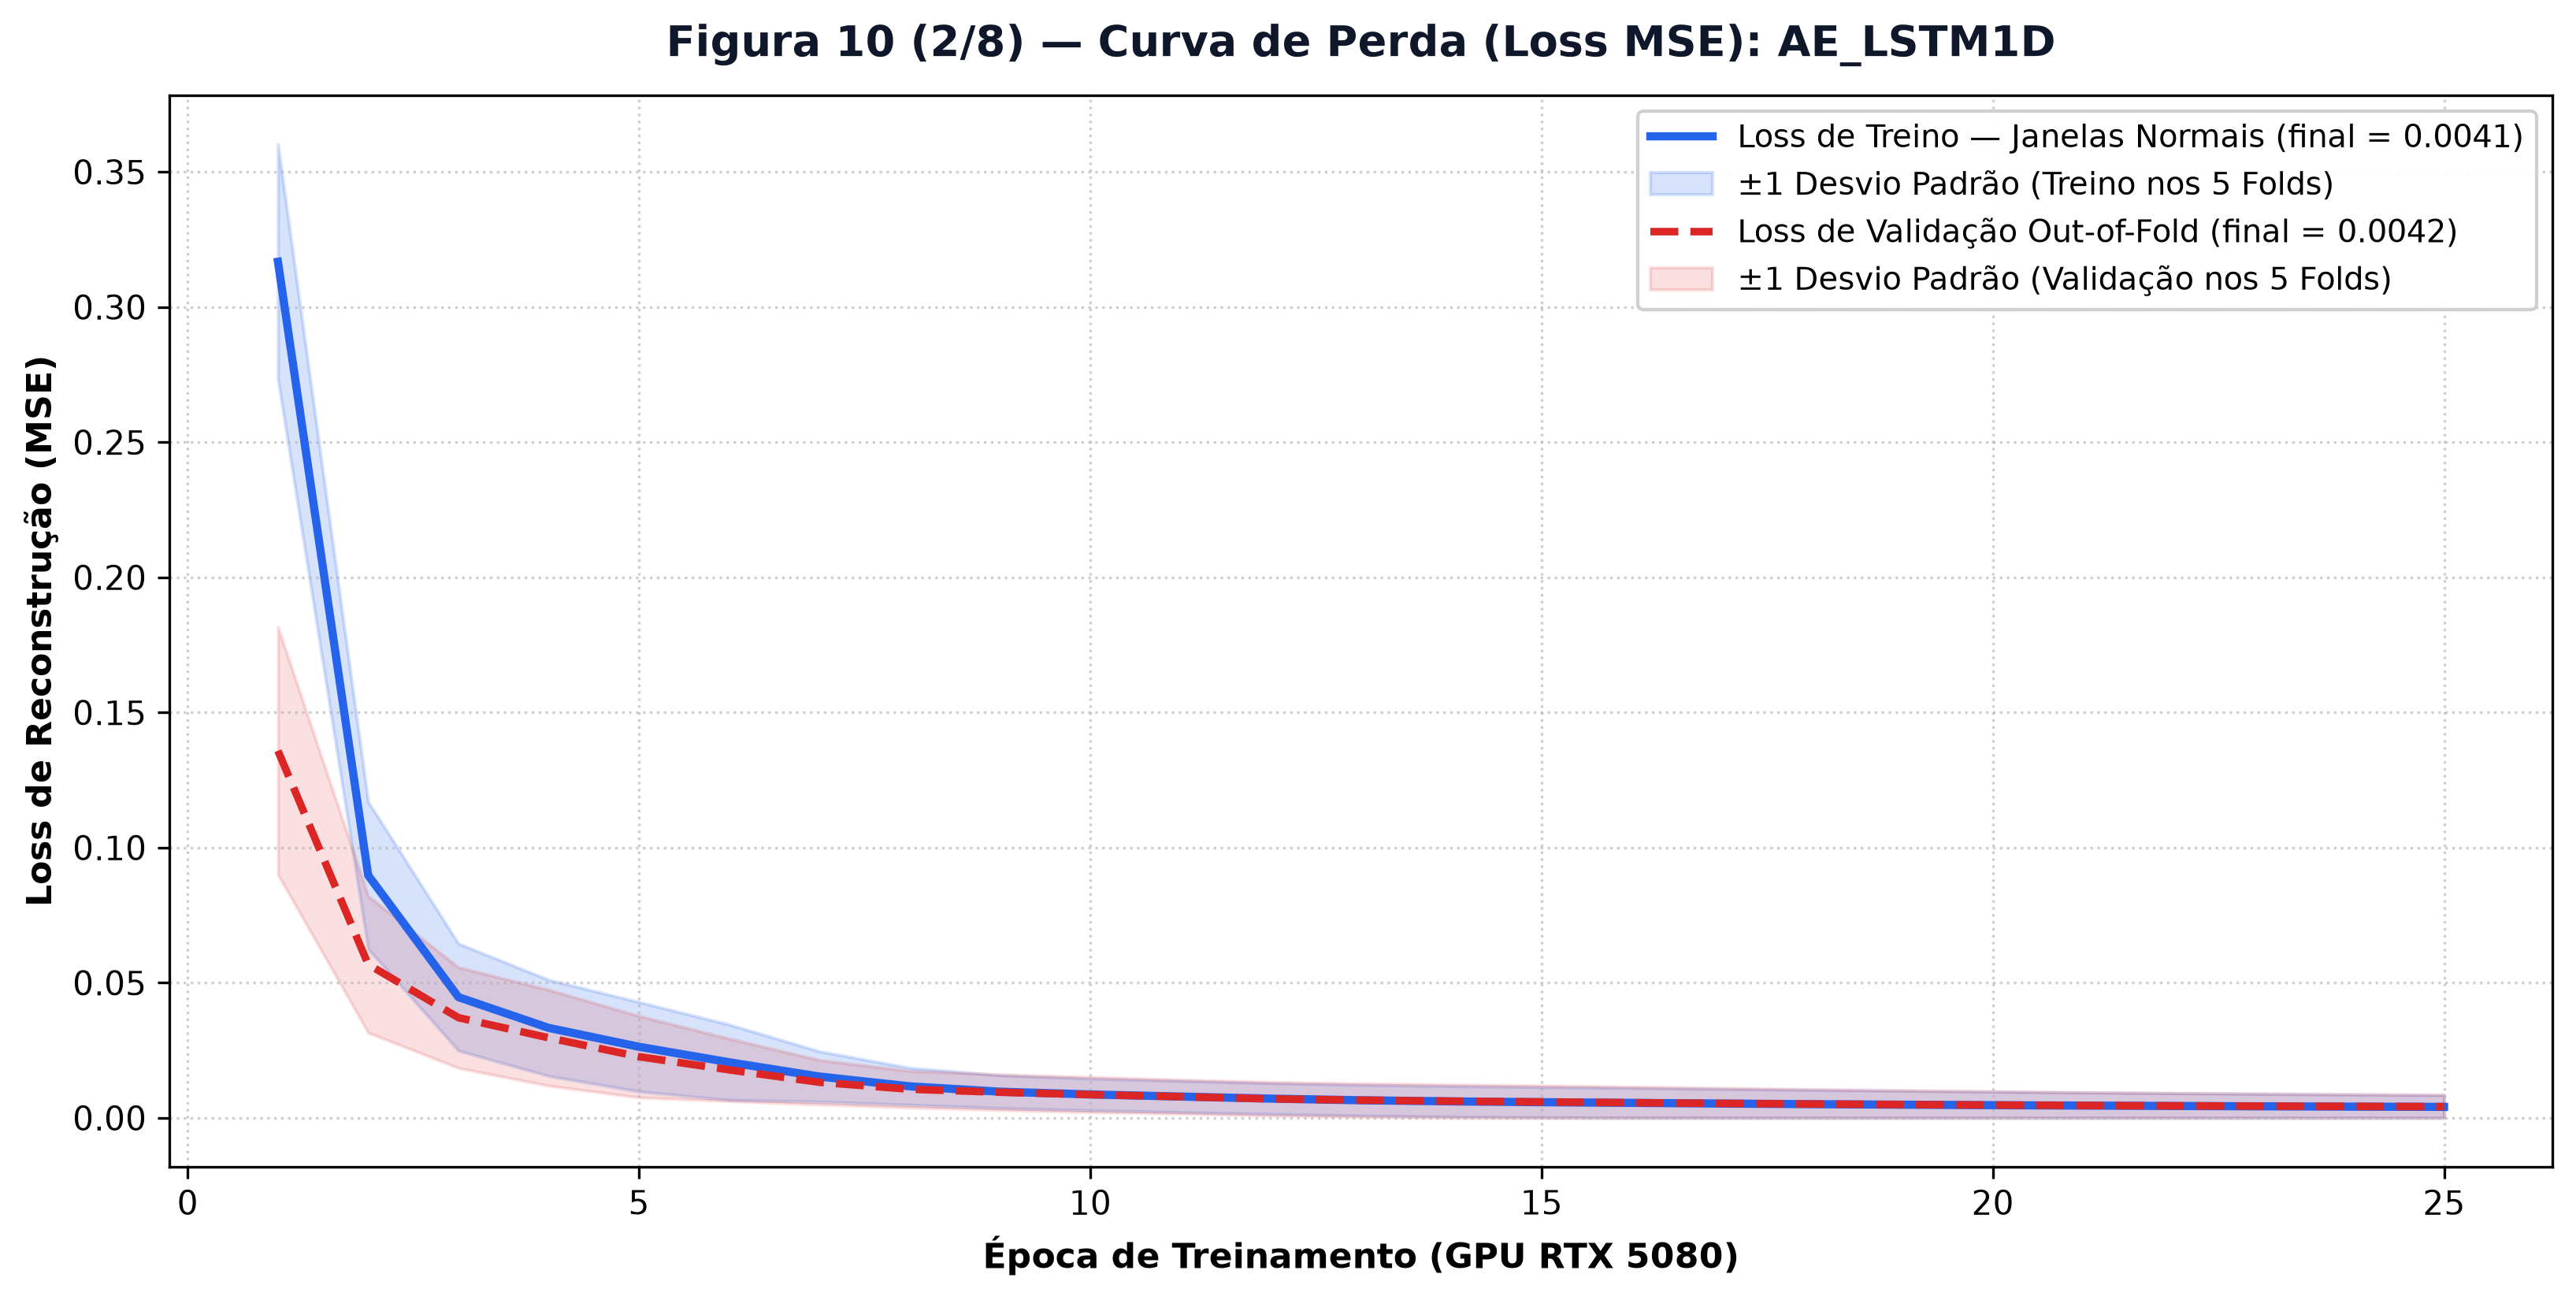 Figura 10 (2/8) — Curva de Perda (Loss MSE): AE_LSTM1D
Loss de Treino — Janelas Normais (final = 0.0041)
±1 Desvio Padrão (Treino nos 5 Folds)
Loss de Validação Out-of-Fold (final = 0.0042)
±1 Desvio Padrão (Validação nos 5 Folds)
Loss de Reconstrução (MSE)
0.35
0.30
0.25
0.20
0.15
0.10
0.05
0.00
0 5 10 15 20 25
Época de Treinamento (GPU RTX 5080)